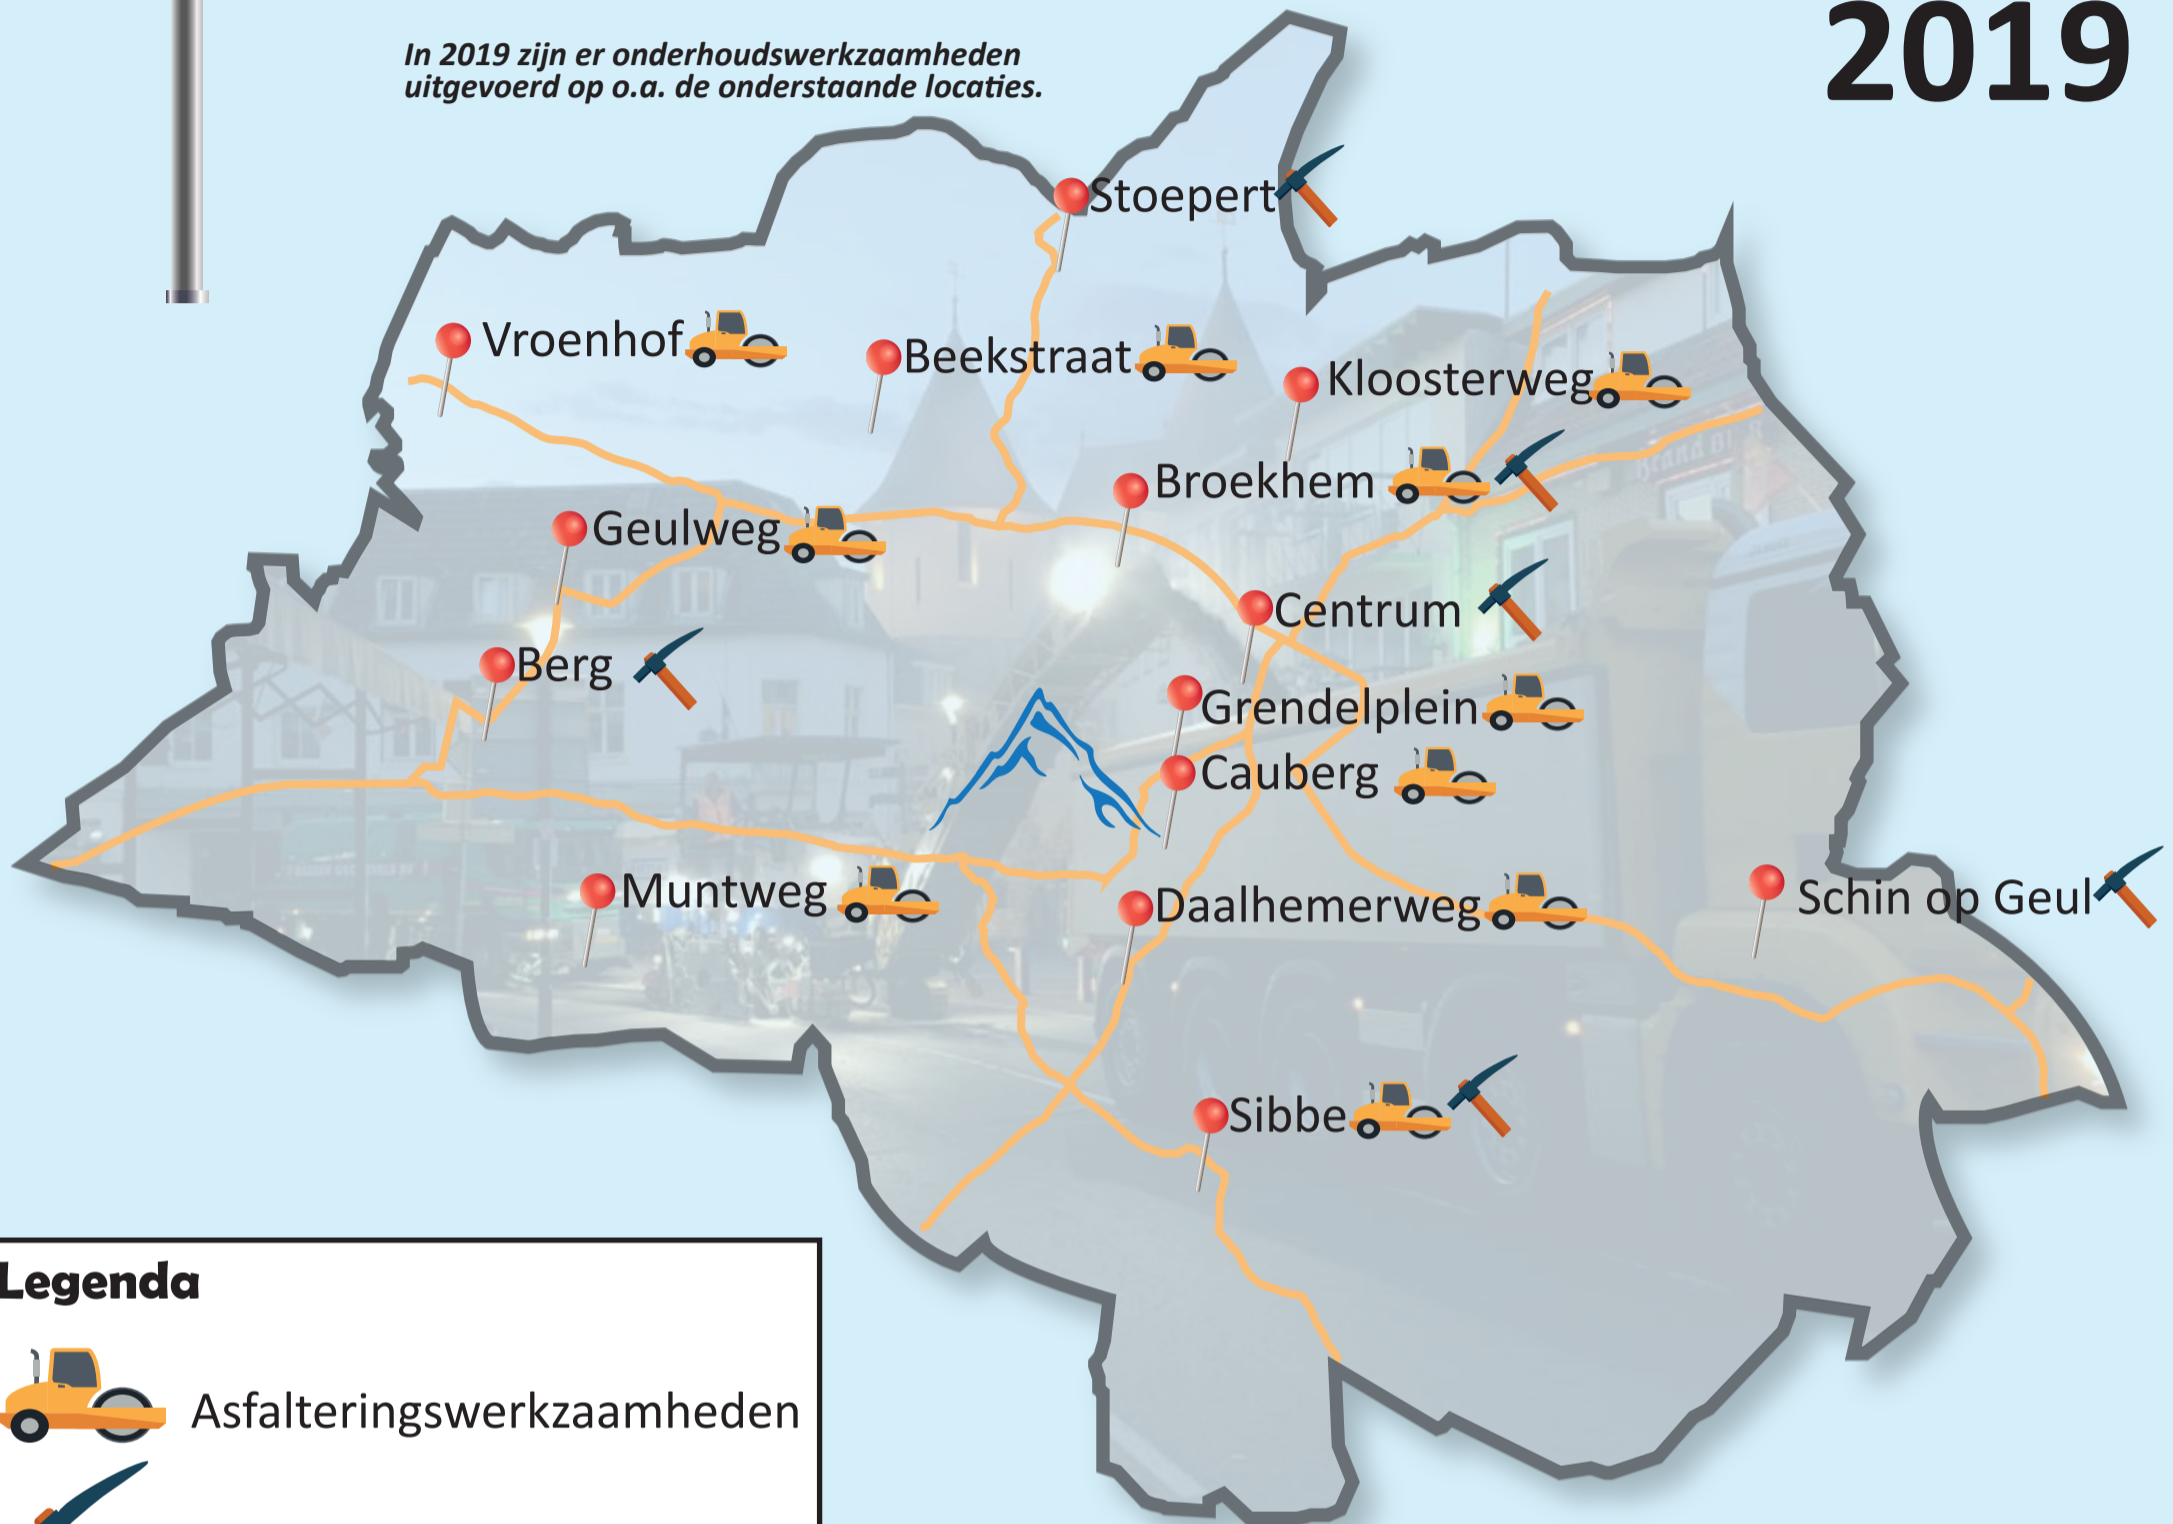 2019
In 2019 zijn er onderhoudswerkzaamheden
uitgevoerd op o.a. de onderstaande locaties.
Stoepert
Vroenhof
Beekstraat
Kloosterweg
Broekhem
Geulweg
Centrum
Berg
Grendelplein
Cauberg
Muntweg
Daalhemerweg
Schin op Geul
Sibbe
Legenda
Asfalteringswerkzaamheden